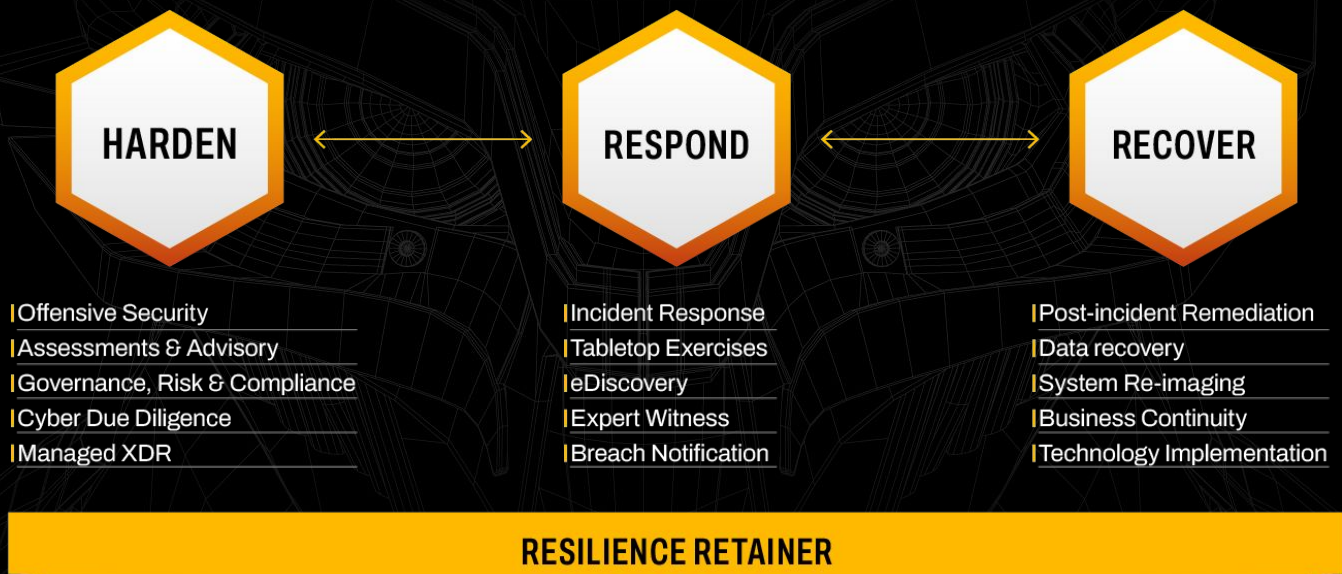 HARDEN
RESPOND
RECOVER
Offensive Security
Assessments & Advisory
Governance, Risk & Compliance
Cyber Due Diligence
Managed XDR
Incident Response
Tabletop Exercises
eDiscovery
Expert Witness
Breach Notification
Post-incident Remediation
Data recovery
System Re-imaging
Business Continuity
Technology Implementation
RESILIENCE RETAINER